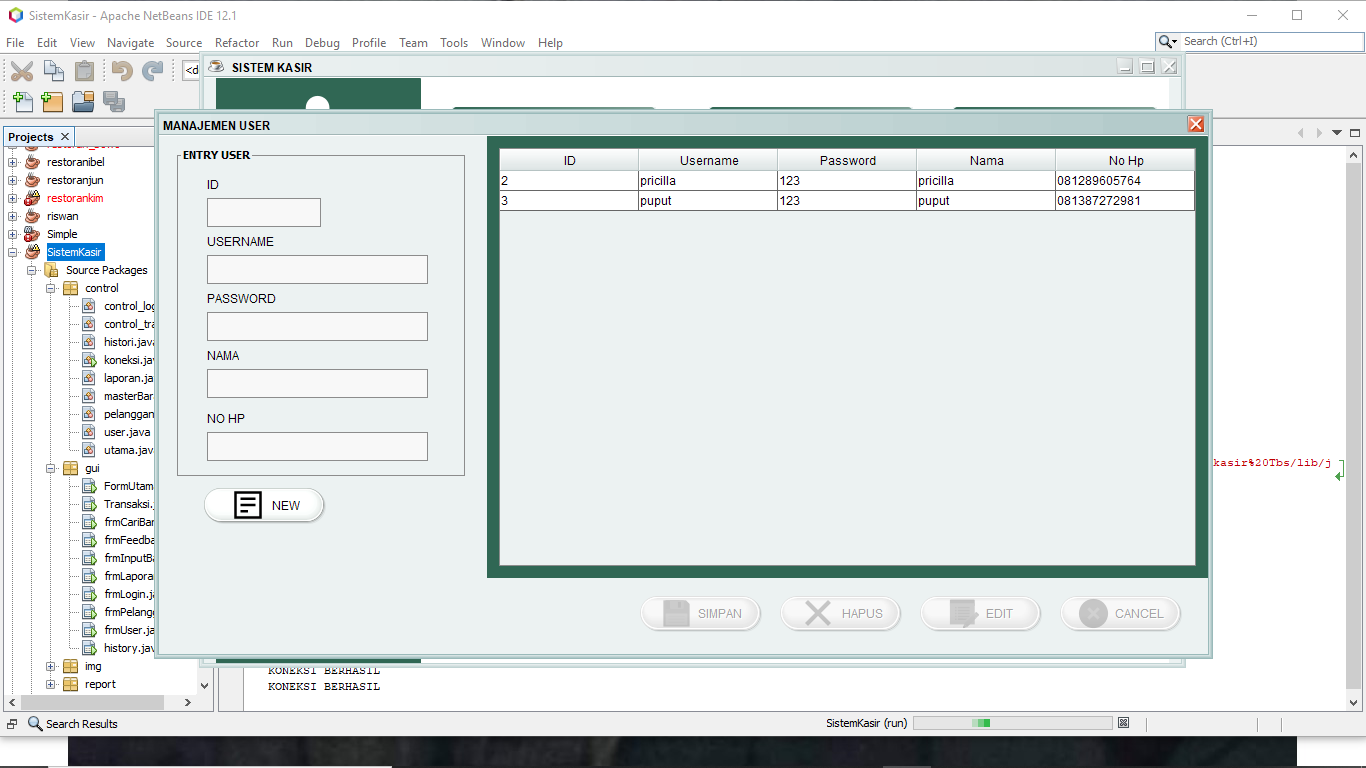 SistemKasir - Apache NetBeans IDE 12.1
File Edit View Navigate Source Refactor Run Debug Profile Team Tools Window Help
Search (Ctrl+I)
<d
SISTEM KASIR
MANAJEMEN USER
Projects
restoranibel
restoranjun
restorankim
riswan
Simple
SistemKasir
Source Packages
control
control_log
control_tra
histori.java
koneksi.jav
laporan.ja
masterBar
pelanggan
user.java
utama.java
gui
FormUtam
Transaksi.j
frmCariBar
frmFeedba
frmInputBa
frmLaporar
frmLogin.ja
frmPelangg
frmUser.ja
history.jav
img
report
ENTRY USER
ID
USERNAME
PASSWORD
NAMA
NO HP
NEW
ID Username Password Nama No Hp
2 pricilla 123 pricilla 081289605764
3 puput 123 puput 081387272981
SIMPAN HAPUS EDIT CANCEL
kasir%20Tbs/lib/j
KONEKSI BERHASIL
KONEKSI BERHASIL
Search Results
SistemKasir (run)